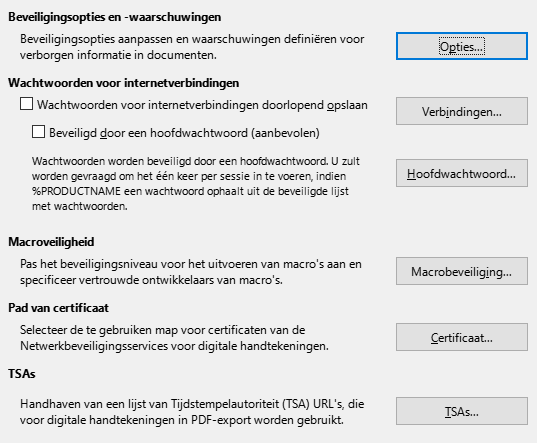 Beveiligingsopties en -waarschuwingen
Beveiligingsopties aanpassen en waarschuwingen definiëren voor
verborgen informatie in documenten.
Opties...
Wachtwoorden voor internetverbindingen
Wachtwoorden voor internetverbindingen doorlopend opslaan
Verbindingen...
Beveiligd door een hoofdwachtwoord (aanbevolen)
Wachtwoorden worden beveiligd door een hoofdwachtwoord. U zult
worden gevraagd om het één keer per sessie in te voeren, indien
%PRODUCTNAME een wachtwoord ophaalt uit de beveiligde lijst
met wachtwoorden.
Hoofdwachtwoord...
Macroveiligheid
Pas het beveiligingsniveau voor het uitvoeren van macro's aan en
specificeer vertrouwde ontwikkelaars van macro's.
Macrobeveiliging...
Pad van certificaat
Selecteer de te gebruiken map voor certificaten van de
Netwerkbeveiligingsservices voor digitale handtekeningen.
Certificaat...
TSAs
Handhaven van een lijst van Tijdstempelautoriteit (TSA) URL's, die
voor digitale handtekeningen in PDF-export worden gebruikt.
TSAs...